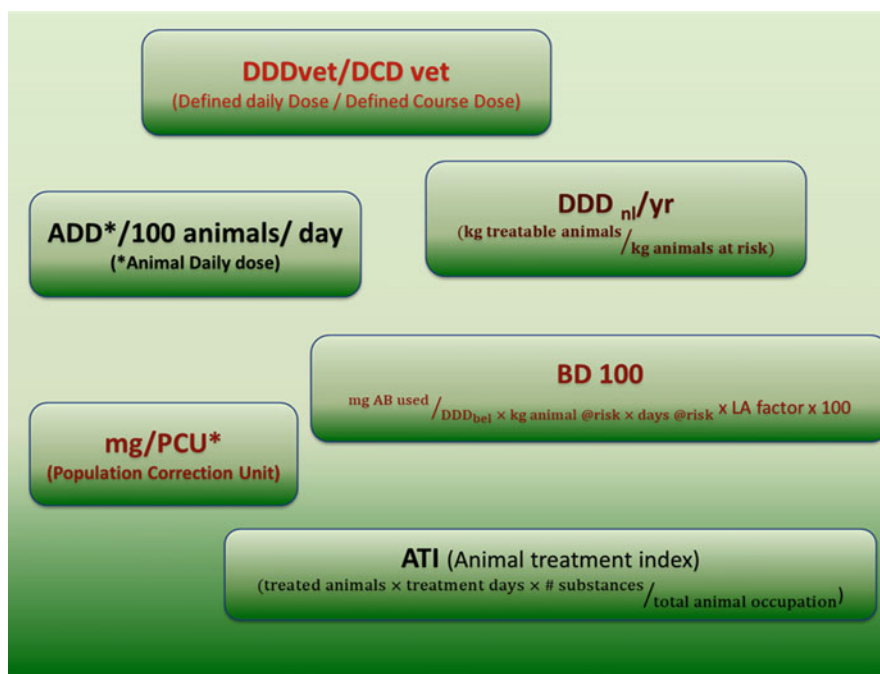 DDDvet/DCD vet
(Defined daily Dose / Defined Course Dose)
DDD nl/yr
(kg treatable animals/kg animals at risk)
ADD*/100 animals/ day
(*Animal Daily dose)
BD 100
mg AB used/DDDbel × kg animal @risk × days @risk x LA factor x 100
mg/PCU*
(Population Correction Unit)
ATI (Animal treatment index)
(treated animals × treatment days × # substances/total animal occupation)